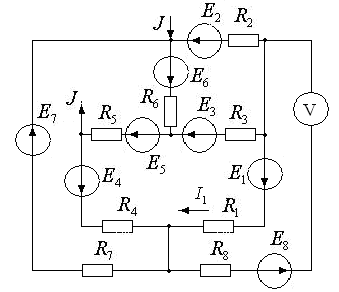 J E₂ R₂
E₆
E₇ V
J R₅ R₆ E₃ R₃
E₅
E₄ E₁
I₁
R₄ R₁
R₇ R₈ E₈